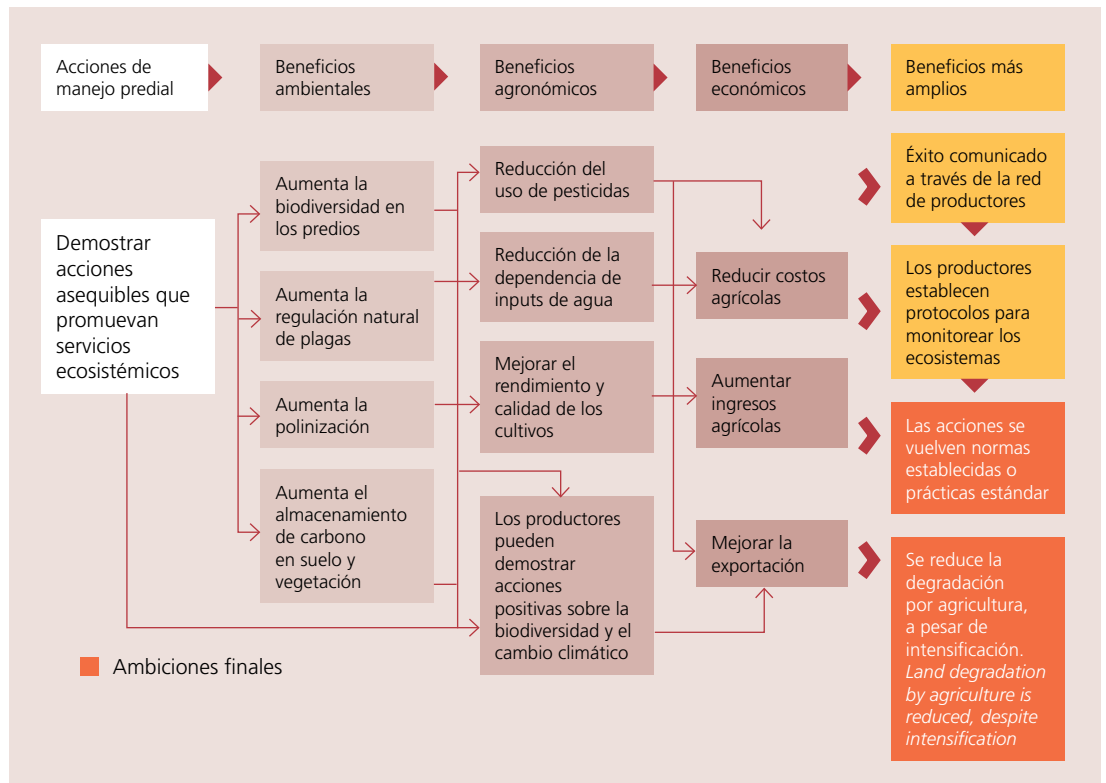 Acciones de
manejo predial
Beneficios
ambientales
Beneficios
agronómicos
Beneficios
económicos
Beneficios más
amplios
Demostrar
acciones
asequibles que
promuevan
servicios
ecosistémicos
Aumenta la
biodiversidad en
los predios
Aumenta la
regulación natural
de plagas
Aumenta la
polinización
Aumenta el
almacenamiento
de carbono
en suelo y
vegetación
Reducción del
uso de pesticidas
Reducción de la
dependencia de
inputs de agua
Mejorar el
rendimiento y
calidad de los
cultivos
Los productores
pueden
demostrar
acciones
positivas sobre la
biodiversidad y el
cambio climático
Reducir costos
agrícolas
Aumentar
ingresos
agrícolas
Mejorar la
exportación
Éxito comunicado
a través de la red
de productores
Los productores
establecen
protocolos para
monitorear los
ecosistemas
Las acciones se
vuelven normas
establecidas o
prácticas estándar
Se reduce la
degradación
por agricultura,
a pesar de
intensificación.
Land degradation
by agriculture is
reduced, despite
intensification
Ambiciones finales